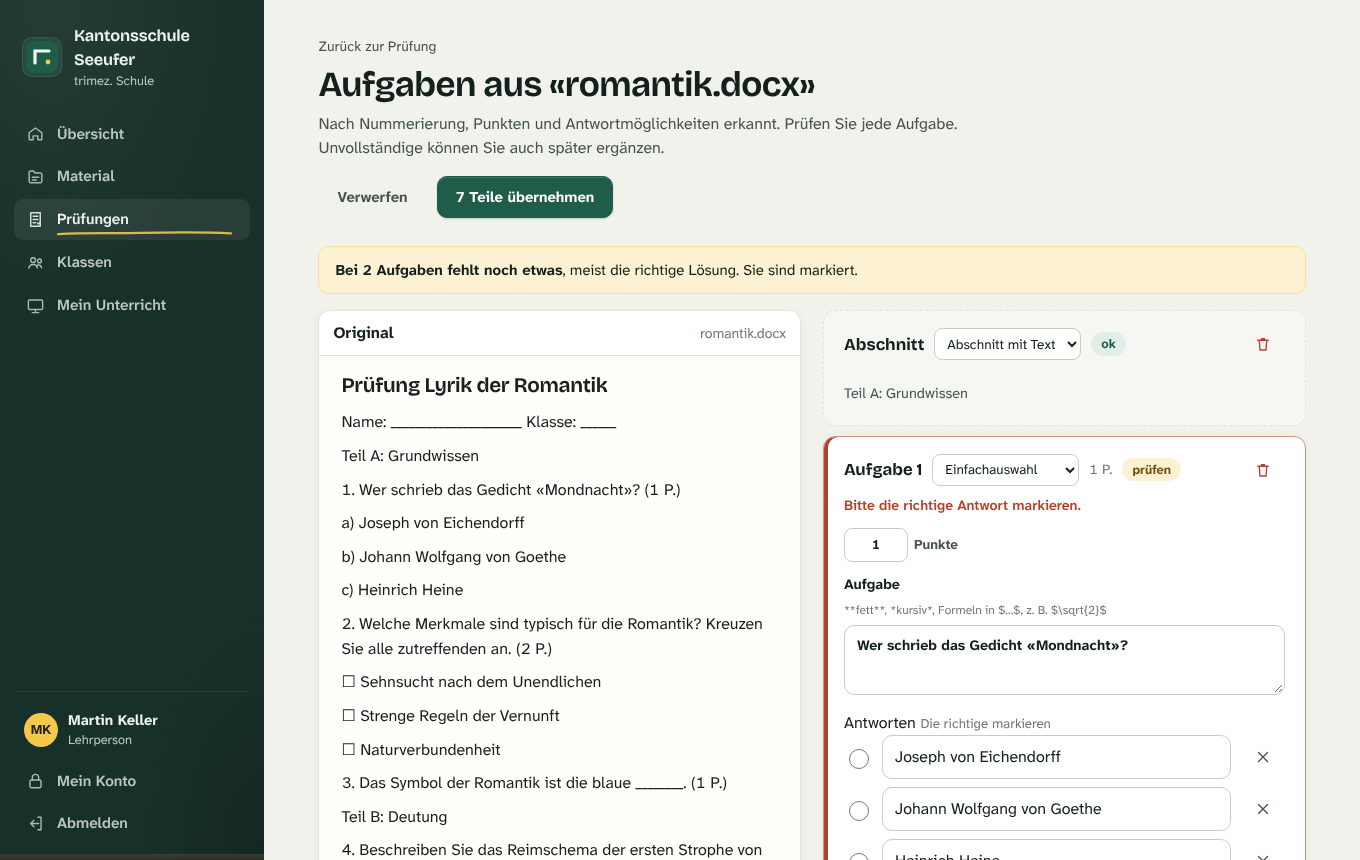 Kantonsschule
Seeufer
trimez. Schule
Übersicht
Material
Prüfungen
Klassen
Mein Unterricht
MK
Martin Keller
Lehrperson
Mein Konto
Abmelden
Zurück zur Prüfung
Aufgaben aus «romantik.docx»
Nach Nummerierung, Punkten und Antwortmöglichkeiten erkannt. Prüfen Sie jede Aufgabe.
Unvollständige können Sie auch später ergänzen.
Verwerfen
7 Teile übernehmen
Bei 2 Aufgaben fehlt noch etwas, meist die richtige Lösung. Sie sind markiert.
Original
romantik.docx
Prüfung Lyrik der Romantik
Name: ____________________ Klasse: ______
Teil A: Grundwissen
1. Wer schrieb das Gedicht «Mondnacht»? (1 P.)
a) Joseph von Eichendorff
b) Johann Wolfgang von Goethe
c) Heinrich Heine
2. Welche Merkmale sind typisch für die Romantik? Kreuzen
Sie alle zutreffenden an. (2 P.)
☐ Sehnsucht nach dem Unendlichen
☐ Strenge Regeln der Vernunft
☐ Naturverbundenheit
3. Das Symbol der Romantik ist die blaue ________. (1 P.)
Teil B: Deutung
4. Beschreiben Sie das Reimschema der ersten Strophe von
Abschnitt
Abschnitt mit Text
ok
Teil A: Grundwissen
Aufgabe 1
Einfachauswahl
1 P.
prüfen
Bitte die richtige Antwort markieren.
1
Punkte
Aufgabe
**fett**, *kursiv*, Formeln in $...$, z. B. $\sqrt{2}$
Wer schrieb das Gedicht «Mondnacht»?
Antworten Die richtige markieren
Joseph von Eichendorff
Johann Wolfgang von Goethe
Heinrich Heine